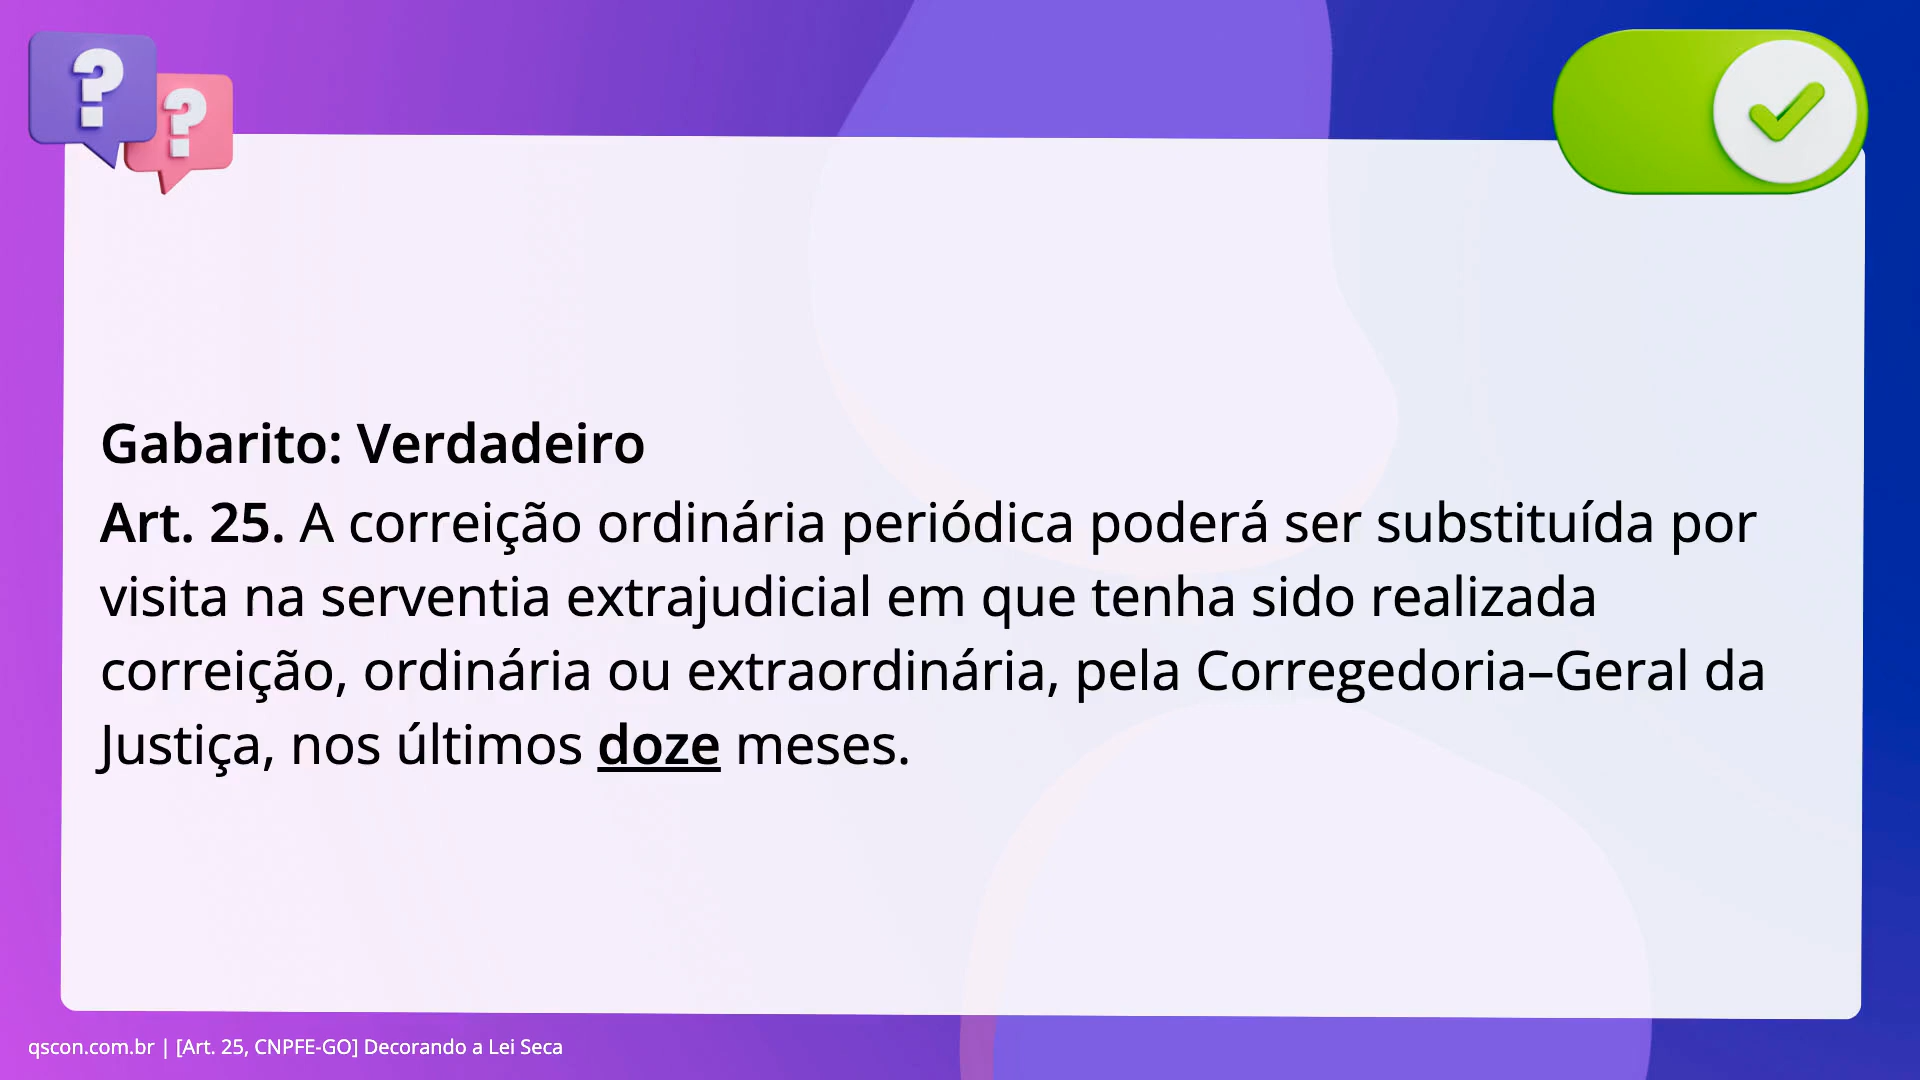 ?
?
Gabarito: Verdadeiro
Art. 25. A correição ordinária periódica poderá ser substituída por
visita na serventia extrajudicial em que tenha sido realizada
correição, ordinária ou extraordinária, pela Corregedoria–Geral da
Justiça, nos últimos doze meses.
qscon.com.br | [Art. 25, CNPFE-GO] Decorando a Lei Seca